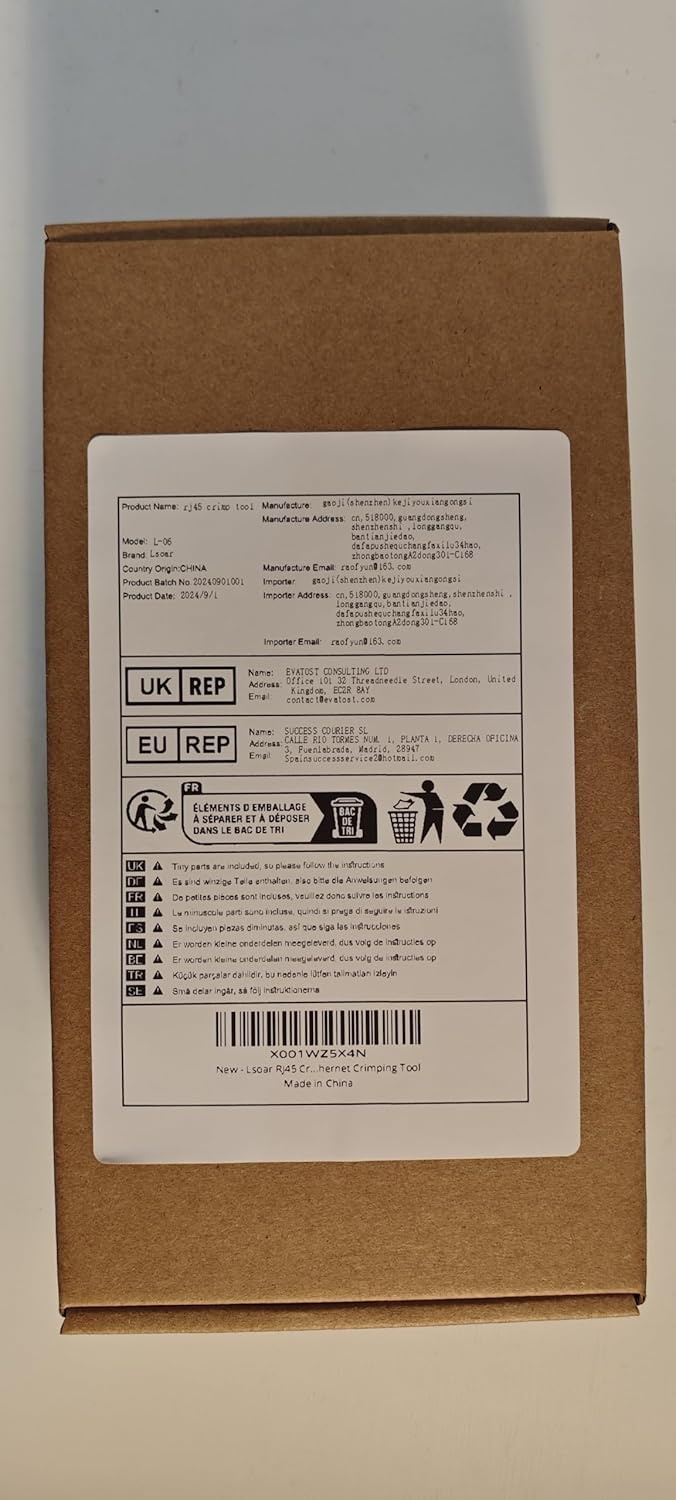 Product Name: rj45 crimp tool
Model: L-06
Brand: Lsoar
Country Origin:CHINA
Product Batch No.20240901001
Product Date: 2024/9/1
Manufacture: gaoji(shenzhen)kejiyouxiangongsi
Manufacture Address: cn,518000,guangdongsheng,
shenzhenshi ,longgangqu,
bantianjiedao,
dafapushequchangfaxilu34hao,
zhongbaotongA2dong301-C168
Manufacture Email: raofyun@163.com
Importer: gaoji(shenzhen)kejiyouxiangongsi
Importer Address: cn,518000,guangdongsheng,shenzhenshi ,
longgangqu,bantianjiedao,
dafapushequchangfaxilu34hao,
zhongbaotongA2dong301-C168
Importer Email: raofyun@163.com
UK REP
Name: EVATOST CONSULTING LTD
Address: Office 101 32 Threadneedle Street, London, United
Kingdom, EC2R 8AY
Email: contact@evatost.com
EU REP
Name: SUCCESS COURIER SL
Address: CALLE RIO TORMES NUM. 1, PLANTA 1, DERECHA OFICINA
3, Fuenlabrada, Madrid, 28947
Email: Spainsuccessservice2@hotmail.com
FR
ÉLÉMENTS D'EMBALLAGE
À SÉPARER ET À DÉPOSER
DANS LE BAC DE TRI
BAC
DE
TRI
UK Tiny parts are included, so please follow the instructions
DE Es sind winzige Teile enthalten, also bitte die Anweisungen befolgen
FR De petites pièces sont incluses, veuillez donc suivre les instructions
IT Le minuscole parti sono incluse, quindi si prega di seguire le istruzioni
ES Se incluyen piezas diminutas, así que siga las instrucciones
NL Er worden kleine onderdelen meegeleverd, dus volg de instructies op
BE Er worden kleine onderdelen meegeleverd, dus volg de instructies op
TR Küçük parçalar dahildir, bu nedenle lütfen talimatları izleyin
SE Små delar ingår, så följ instruktionerna
X001WZ5X4N
New - Lsoar RJ45 Cr...hernet Crimping Tool
Made in China